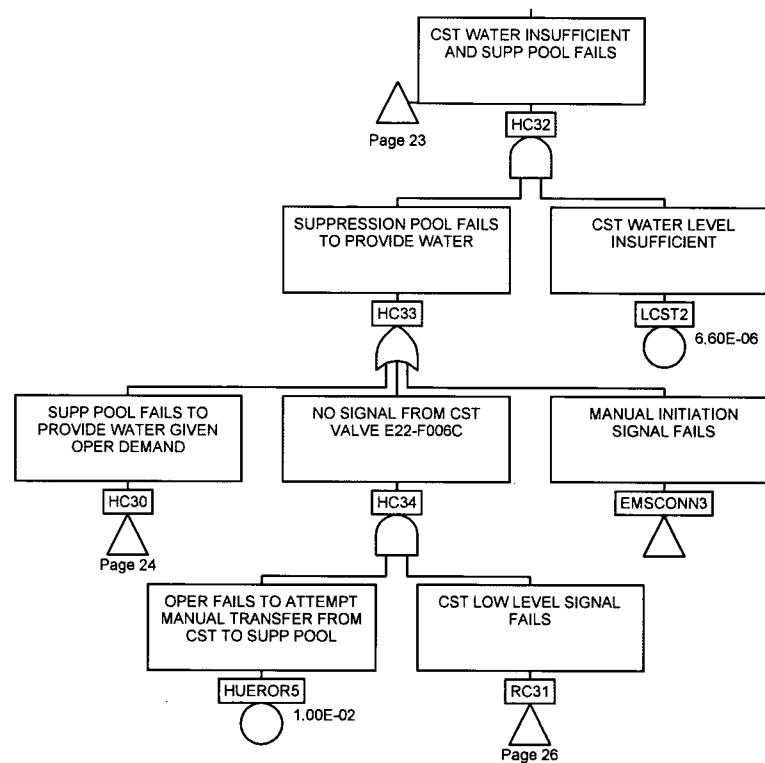 CST WATER INSUFFICIENT
AND SUPP POOL FAILS
Page 23
HC32
SUPPRESSION POOL FAILS
TO PROVIDE WATER
CST WATER LEVEL
INSUFFICIENT
HC33
LCST2
6.60E-06
SUPP POOL FAILS TO
PROVIDE WATER GIVEN
OPER DEMAND
NO SIGNAL FROM CST
VALVE E22-F006C
MANUAL INITIATION
SIGNAL FAILS
HC30
HC34
EMSCONN3
Page 24
OPER FAILS TO ATTEMPT
MANUAL TRANSFER FROM
CST TO SUPP POOL
CST LOW LEVEL SIGNAL
FAILS
HUEROR5
RC31
1.00E-02
Page 26